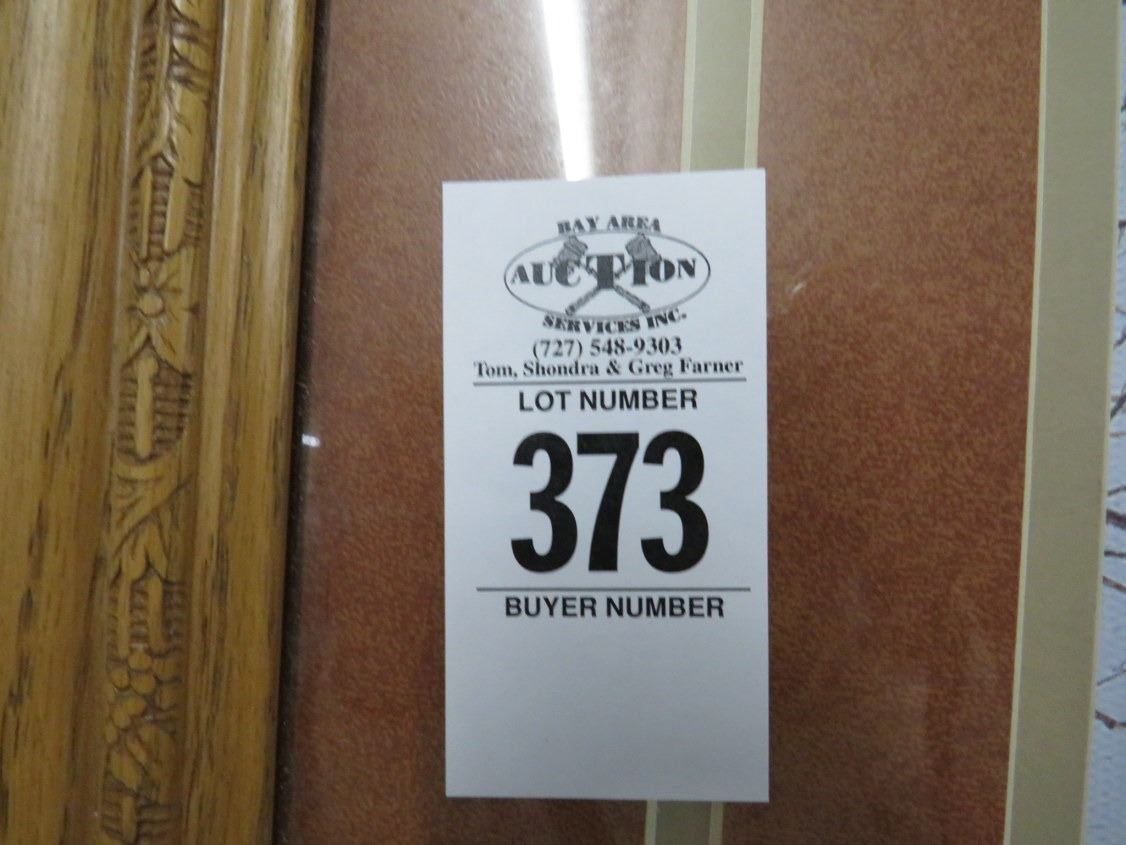 BAY AREA
AUCTION
SERVICES INC.
(727) 548-9303
Tom, Shondra & Greg Farner
LOT NUMBER
373
BUYER NUMBER